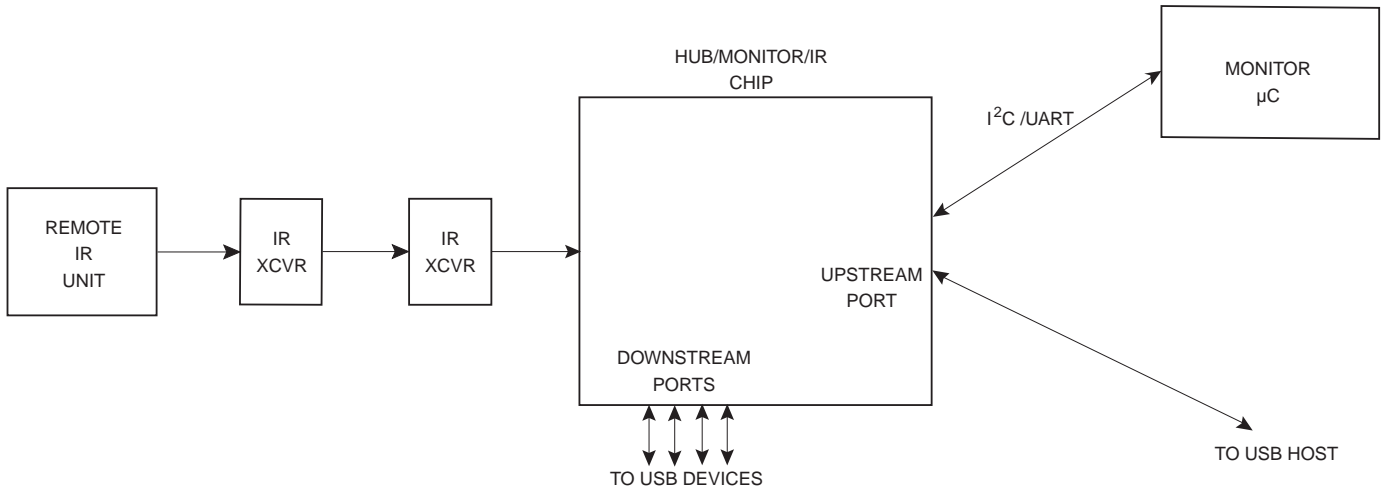 HUB/MONITOR/IR
CHIP
MONITOR
µC
I²C /UART
REMOTE
IR
UNIT
IR
XCVR
IR
XCVR
UPSTREAM
PORT
DOWNSTREAM
PORTS
TO USB HOST
TO USB DEVICES